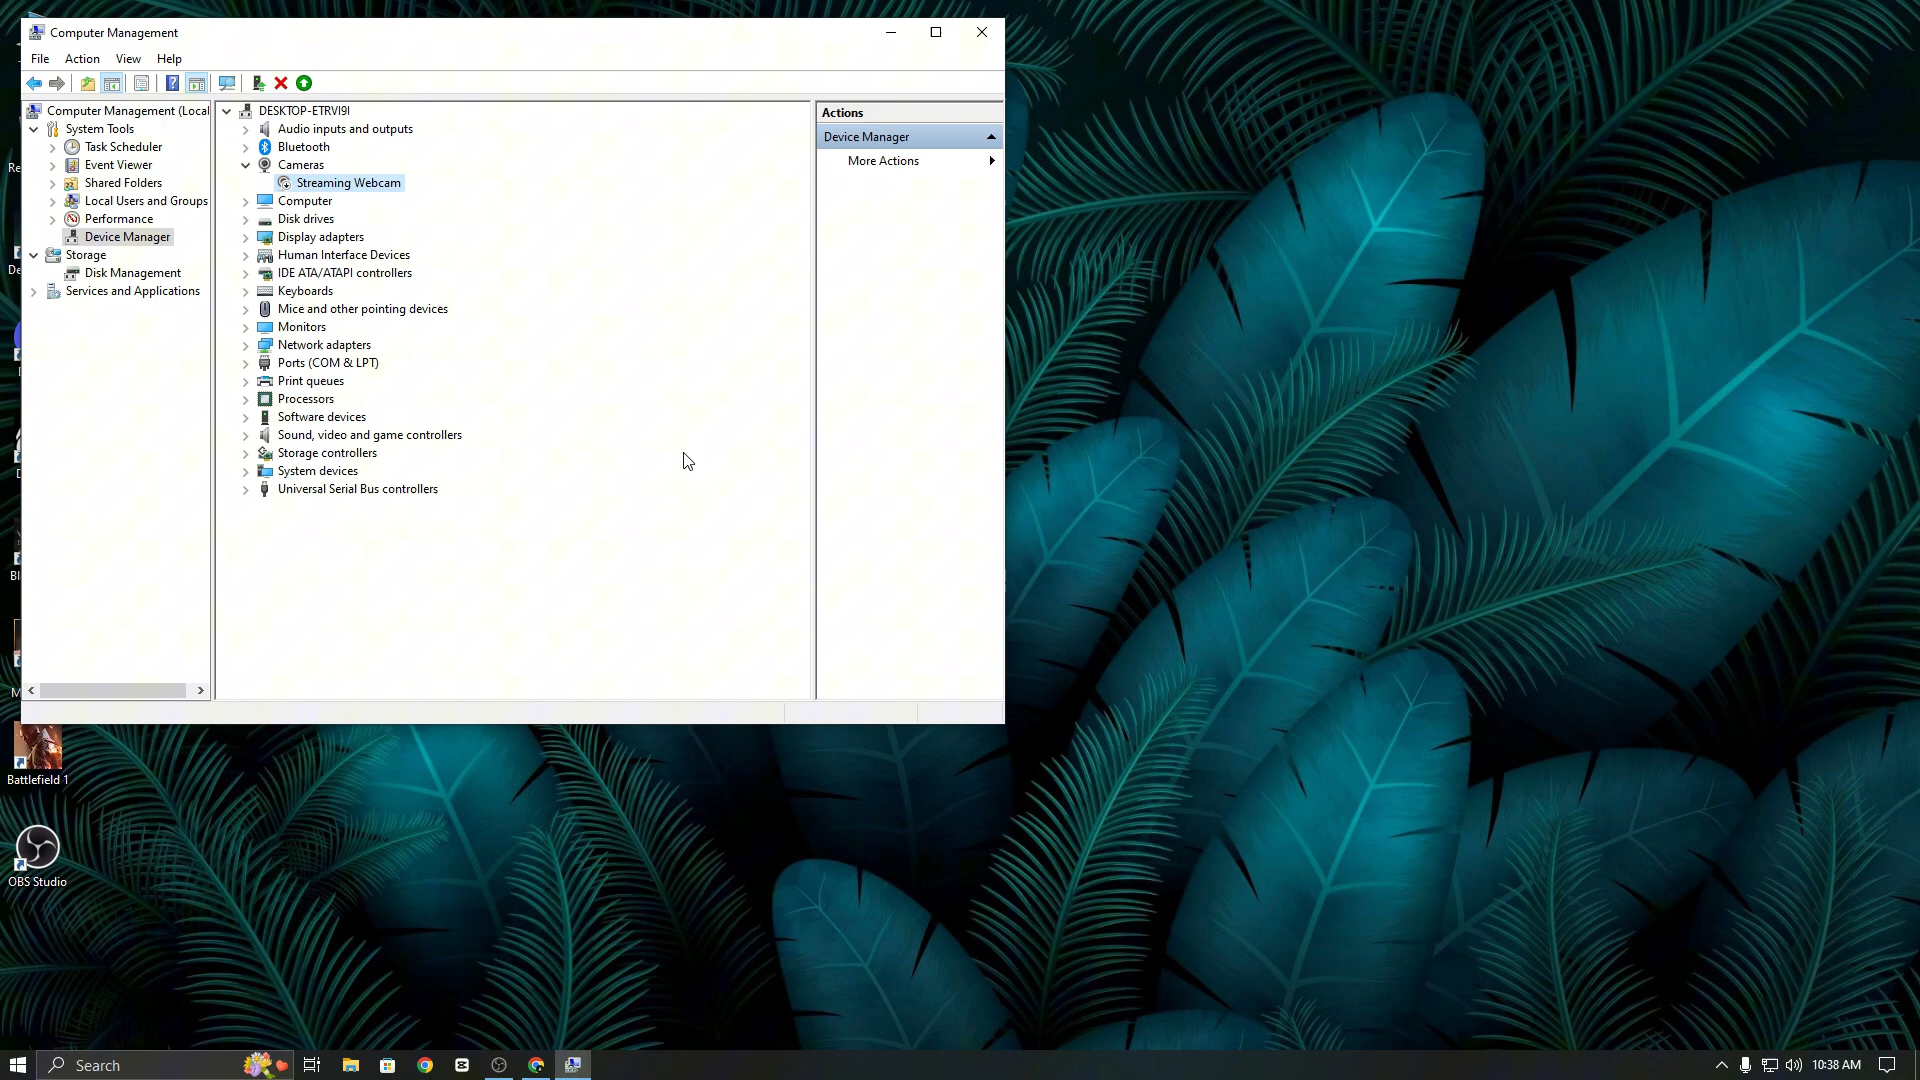 Computer Management
File Action View Help
Computer Management (Local
System Tools
Task Scheduler
Event Viewer
Shared Folders
Local Users and Groups
Performance
Device Manager
Storage
Disk Management
Services and Applications
DESKTOP-ETRVI9I
Audio inputs and outputs
Bluetooth
Cameras
Streaming Webcam
Computer
Disk drives
Display adapters
Human Interface Devices
IDE ATA/ATAPI controllers
Keyboards
Mice and other pointing devices
Monitors
Network adapters
Ports (COM & LPT)
Print queues
Processors
Software devices
Sound, video and game controllers
Storage controllers
System devices
Universal Serial Bus controllers
Actions
Device Manager
More Actions
Battlefield 1
OBS Studio
Search
10:38 AM